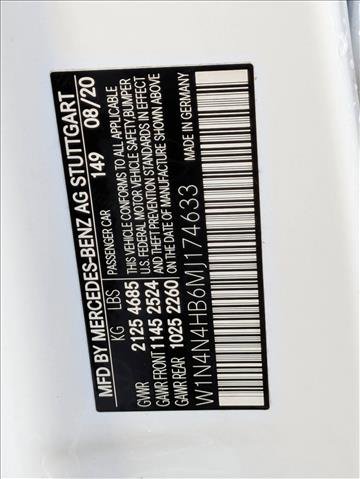 MFD BY MERCEDES-BENZ AG STUTTGART
149 08/20
KG LBS PASSENGER CAR
GVWR 2125 4685 THIS VEHICLE CONFORMS TO ALL APPLICABLE
U.S. FEDERAL MOTOR VEHICLE SAFETY, BUMPER
GAWR FRONT 1145 2524 AND THEFT PREVENTION STANDARDS IN EFFECT
ON THE DATE OF MANUFACTURE SHOWN ABOVE
GAWR REAR 1025 2260 MADE IN GERMANY
W1N4N4HB6MJ174633